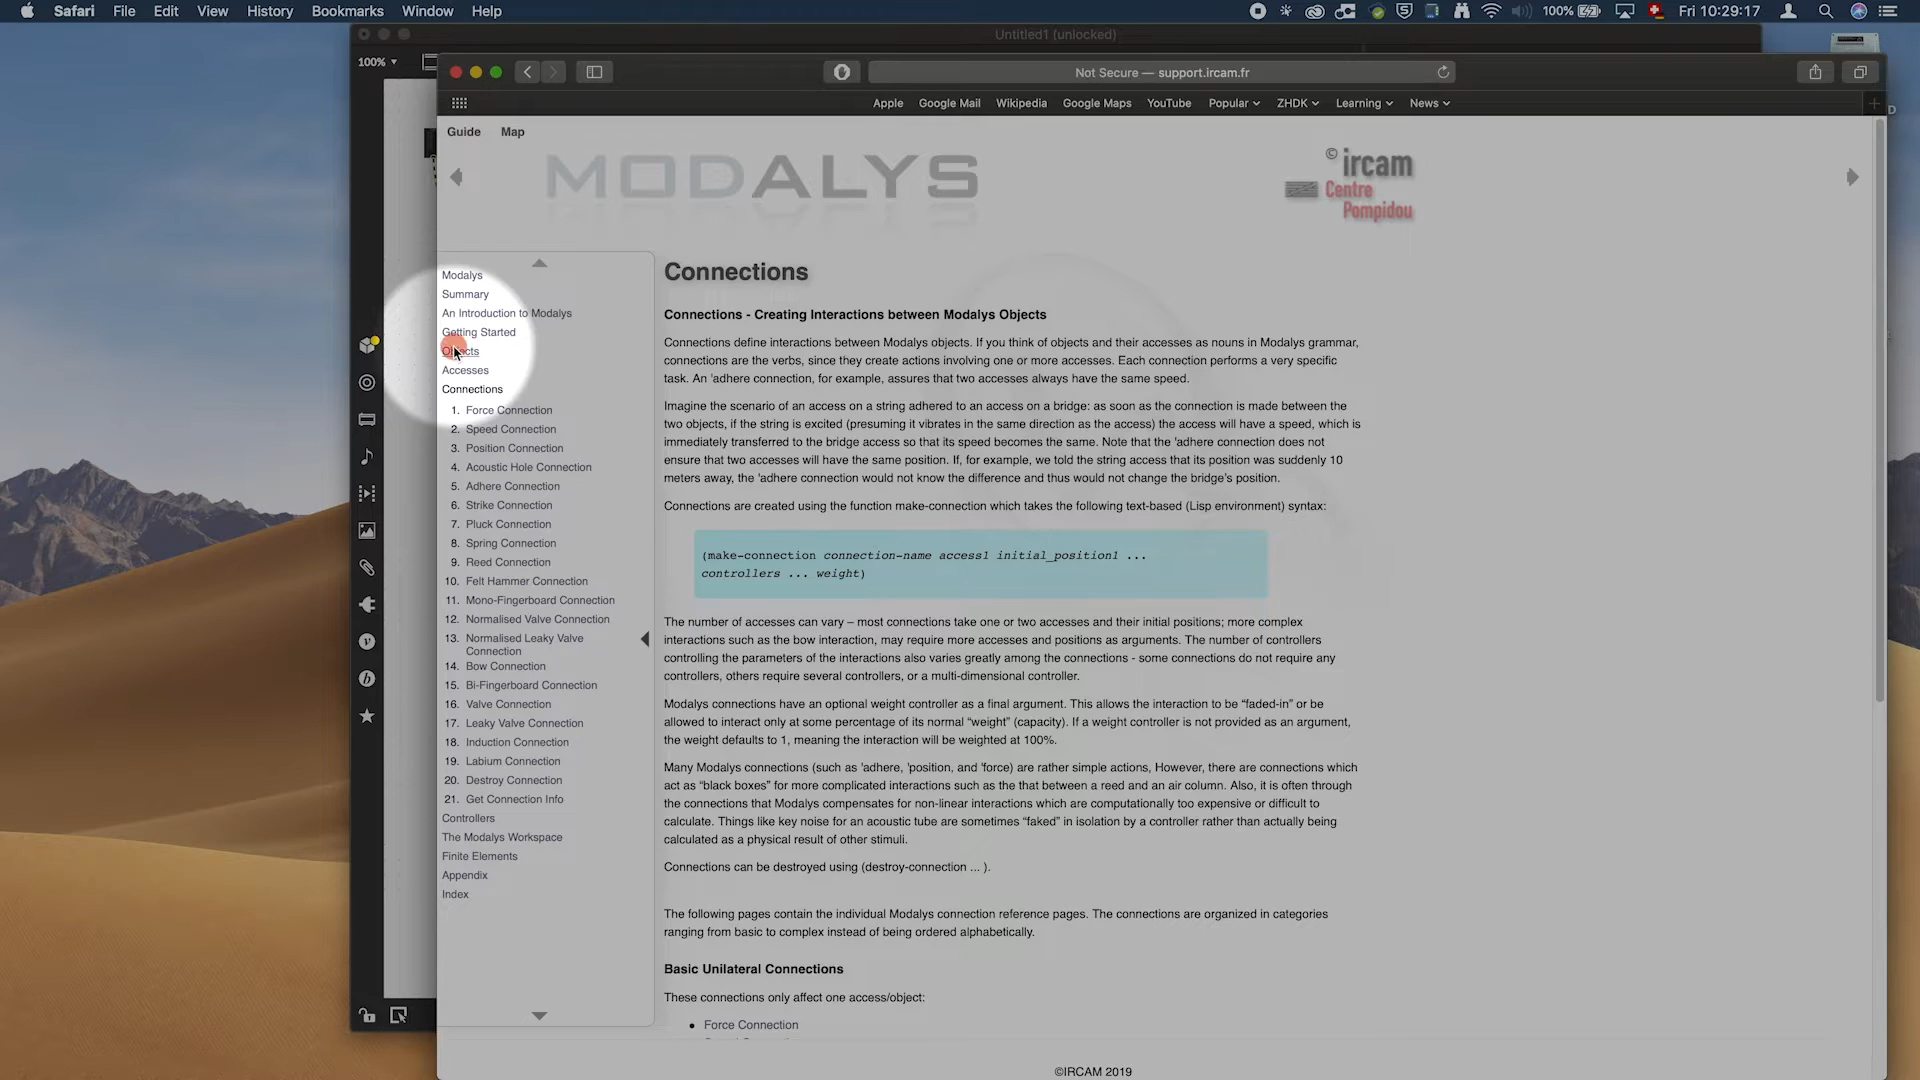 Safari File Edit View History Bookmarks Window Help 100% Fri 10:29:17
Untitled1 (unlocked)
100%
Not Secure — support.ircam.fr
Apple Google Mail Wikipedia Google Maps YouTube Popular ZHDK Learning News
D
Guide Map
MODALYS
© ircam
Centre
Pompidou
Modalys
Summary
An Introduction to Modalys
Getting Started
Objects
Accesses
Connections
1. Force Connection
2. Speed Connection
3. Position Connection
4. Acoustic Hole Connection
5. Adhere Connection
6. Strike Connection
7. Pluck Connection
8. Spring Connection
9. Reed Connection
10. Felt Hammer Connection
11. Mono-Fingerboard Connection
12. Normalised Valve Connection
13. Normalised Leaky Valve
Connection
14. Bow Connection
15. Bi-Fingerboard Connection
16. Valve Connection
17. Leaky Valve Connection
18. Induction Connection
19. Labium Connection
20. Destroy Connection
21. Get Connection Info
Controllers
The Modalys Workspace
Finite Elements
Appendix
Index
Connections
Connections - Creating Interactions between Modalys Objects
Connections define interactions between Modalys objects. If you think of objects and their accesses as nouns in Modalys grammar,
connections are the verbs, since they create actions involving one or more accesses. Each connection performs a very specific
task. An 'adhere connection, for example, assures that two accesses always have the same speed.
Imagine the scenario of an access on a string adhered to an access on a bridge: as soon as the connection is made between the
two objects, if the string is excited (presuming it vibrates in the same direction as the access) the access will have a speed, which is
immediately transferred to the bridge access so that its speed becomes the same. Note that the 'adhere connection does not
ensure that two accesses will have the same position. If, for example, we told the string access that its position was suddenly 10
meters away, the 'adhere connection would not know the difference and thus would not change the bridge's position.
Connections are created using the function make-connection which takes the following text-based (Lisp environment) syntax:
(make-connection connection-name access1 initial_position1 ...
controllers ... weight)
The number of accesses can vary – most connections take one or two accesses and their initial positions; more complex
interactions such as the bow interaction, may require more accesses and positions as arguments. The number of controllers
controlling the parameters of the interactions also varies greatly among the connections - some connections do not require any
controllers, others require several controllers, or a multi-dimensional controller.
Modalys connections have an optional weight controller as a final argument. This allows the interaction to be “faded-in” or be
allowed to interact only at some percentage of its normal “weight” (capacity). If a weight controller is not provided as an argument,
the weight defaults to 1, meaning the interaction will be weighted at 100%.
Many Modalys connections (such as 'adhere, 'position, and 'force) are rather simple actions, However, there are connections which
act as “black boxes” for more complicated interactions such as the that between a reed and an air column. Also, it is often through
the connections that Modalys compensates for non-linear interactions which are computationally too expensive or difficult to
calculate. Things like key noise for an acoustic tube are sometimes “faked” in isolation by a controller rather than actually being
calculated as a physical result of other stimuli.
Connections can be destroyed using (destroy-connection ... ).
The following pages contain the individual Modalys connection reference pages. The connections are organized in categories
ranging from basic to complex instead of being ordered alphabetically.
Basic Unilateral Connections
These connections only affect one access/object:
• Force Connection
©IRCAM 2019